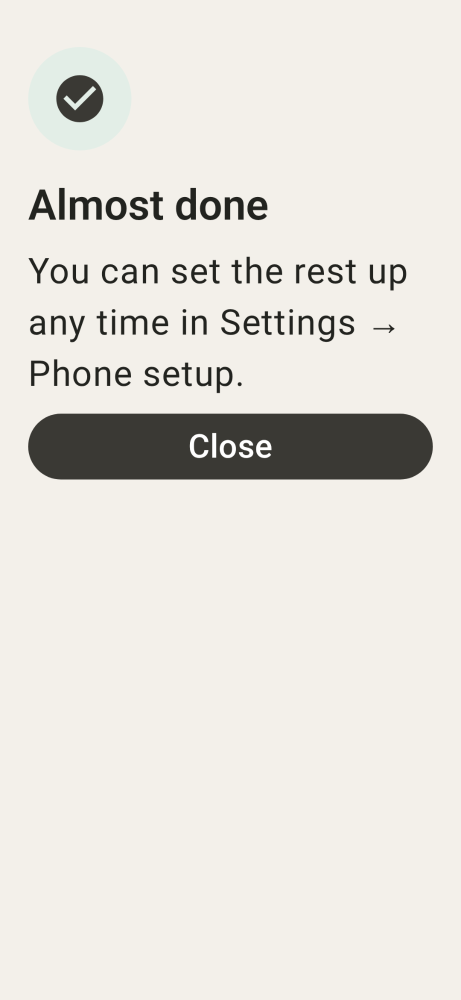 Almost done
You can set the rest up
any time in Settings →
Phone setup.
Close